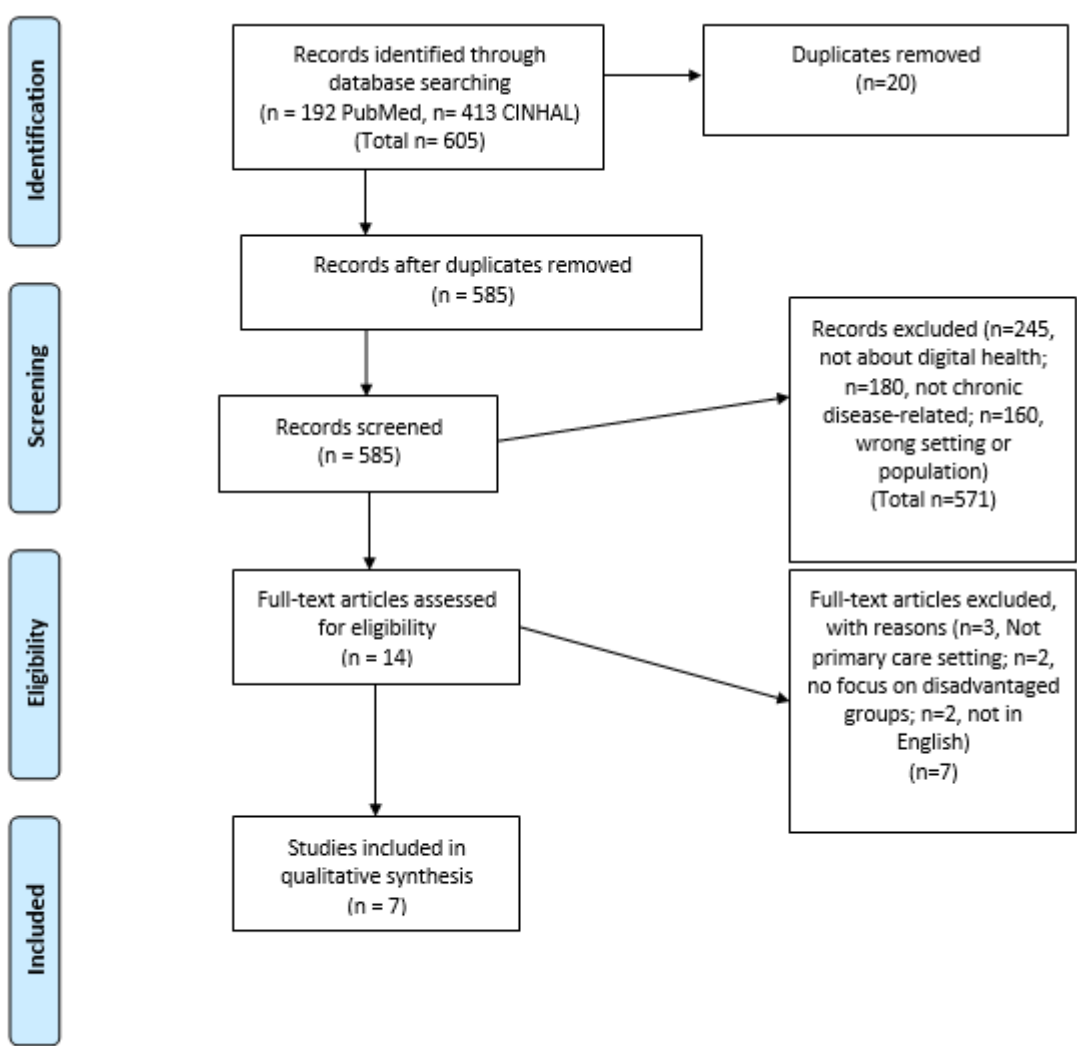 Identification
Records identified through
database searching
(n = 192 PubMed, n= 413 CINHAL)
(Total n= 605)
Duplicates removed
(n=20)
Records after duplicates removed
(n = 585)
Screening
Records screened
(n = 585)
Records excluded (n=245,
not about digital health;
n=180, not chronic
disease-related; n=160,
wrong setting or
population)
(Total n=571)
Eligibility
Full-text articles assessed
for eligibility
(n = 14)
Full-text articles excluded,
with reasons (n=3, Not
primary care setting; n=2,
no focus on disadvantaged
groups; n=2, not in
English)
(n=7)
Included
Studies included in
qualitative synthesis
(n = 7)